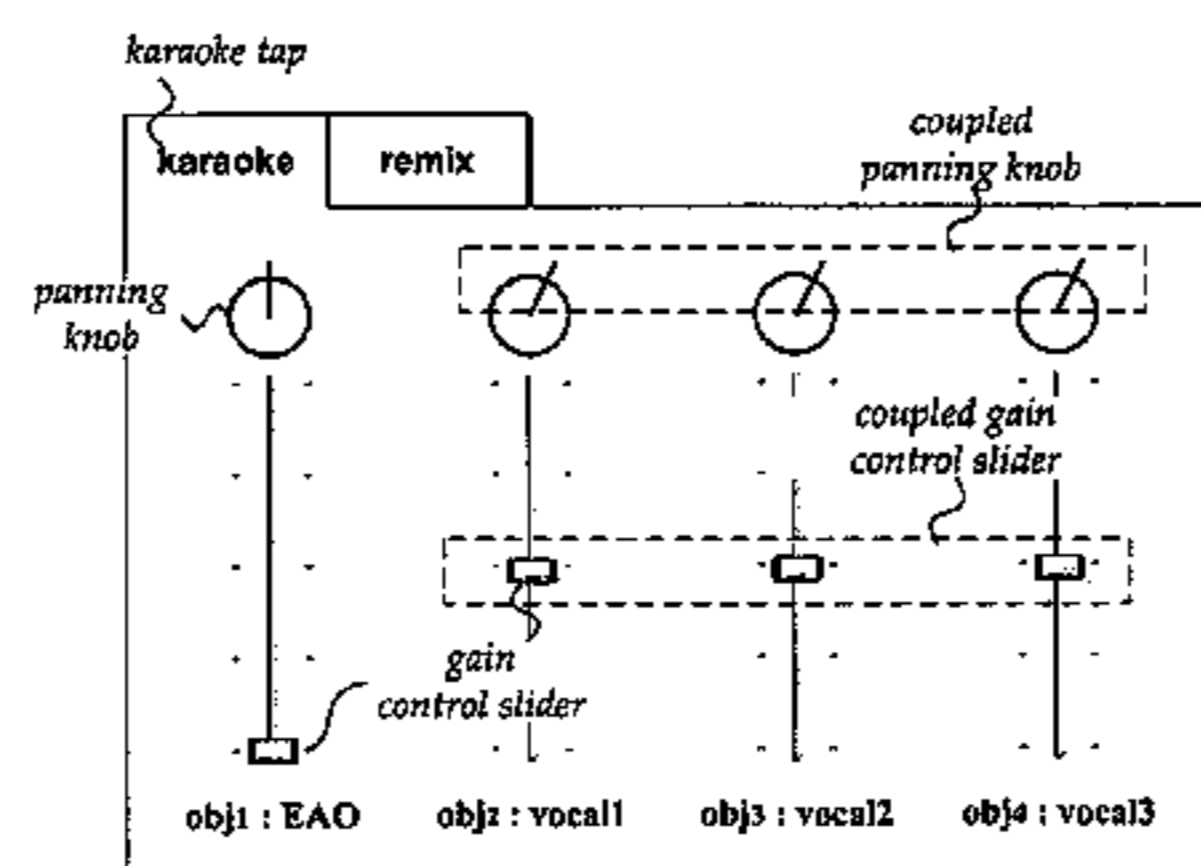 karaoke tap
karaoke
remix
coupled
panning knob
panning
knob
coupled gain
control slider
gain
control slider
obj1 : EAO
obj2 : vocal1
obj3 : vocal2
obj4 : vocal3